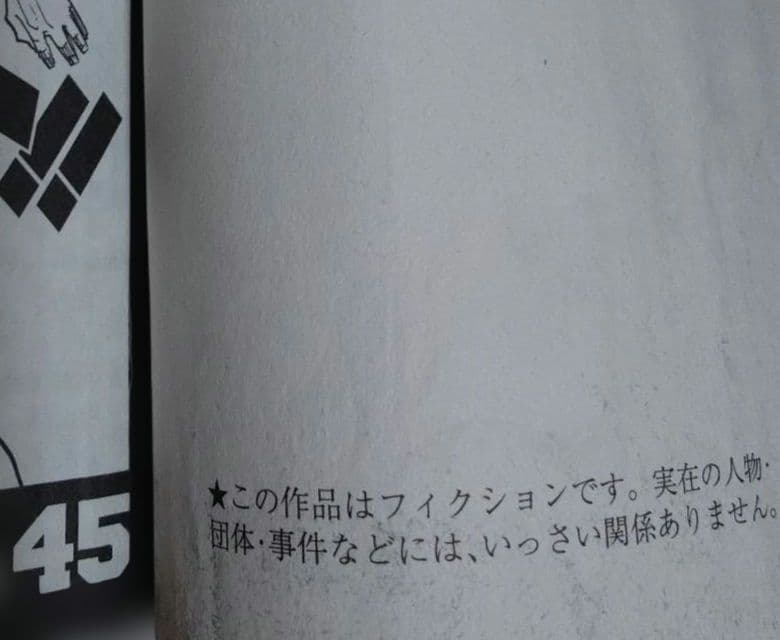 ★この作品はフィクションです。実在の人物・
団体・事件などには、いっさい関係ありません。
45